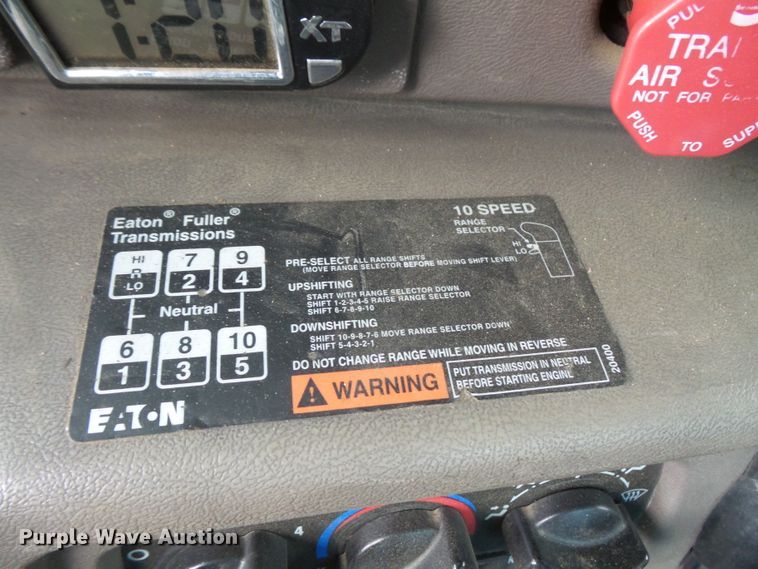 XT
PUL
TRAI
AIR S
NOT FOR PA
PUSH TO SUPP
Eaton® Fuller®
Transmissions
10 SPEED
RANGE
SELECTOR
HI
LO
HI
R
LO
7
2
9
4
Neutral
6
1
8
3
10
5
PRE-SELECT ALL RANGE SHIFTS
(MOVE RANGE SELECTOR BEFORE MOVING SHIFT LEVER)
UPSHIFTING
START WITH RANGE SELECTOR DOWN
SHIFT 1-2-3-4-5 RAISE RANGE SELECTOR
SHIFT 6-7-8-9-10
DOWNSHIFTING
SHIFT 10-9-8-7-6 MOVE RANGE SELECTOR DOWN
SHIFT 5-4-3-2-1
DO NOT CHANGE RANGE WHILE MOVING IN REVERSE
WARNING
PUT TRANSMISSION IN NEUTRAL
BEFORE STARTING ENGINE
20400
EATON
4
Purple Wave Auction